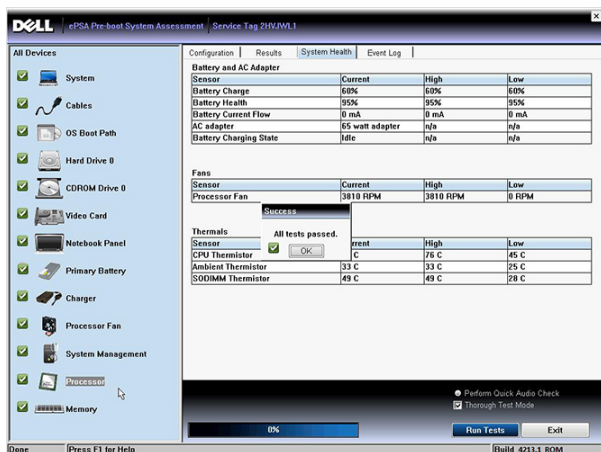 DELL ePSA Pre-boot System Assessment Service Tag 2HVJWL1
All Devices
System
Cables
OS Boot Path
Hard Drive 0
CDROM Drive 0
Video Card
Notebook Panel
Primary Battery
Charger
Processor Fan
System Management
Processor
Memory
Configuration Results System Health Event Log
Battery and AC Adapter
Sensor Current High Low
Battery Charge 60% 60% 60%
Battery Health 95% 95% 95%
Battery Current Flow 0 mA 0 mA 0 mA
AC adapter 65 watt adapter n/a n/a
Battery Charging State Idle n/a n/a
Fans
Sensor Current High Low
Processor Fan 3810 RPM 3810 RPM 0 RPM
Thermals
Sensor rrent High Low
CPU Thermistor C 76 C 45 C
Ambient Thermistor 33 C 33 C 25 C
SODIMM Thermistor 49 C 49 C 28 C
Success
All tests passed.
OK
Perform Quick Audio Check
Thorough Test Mode
0% Run Tests Exit
Done Press F1 for Help Build 4213.1 ROM